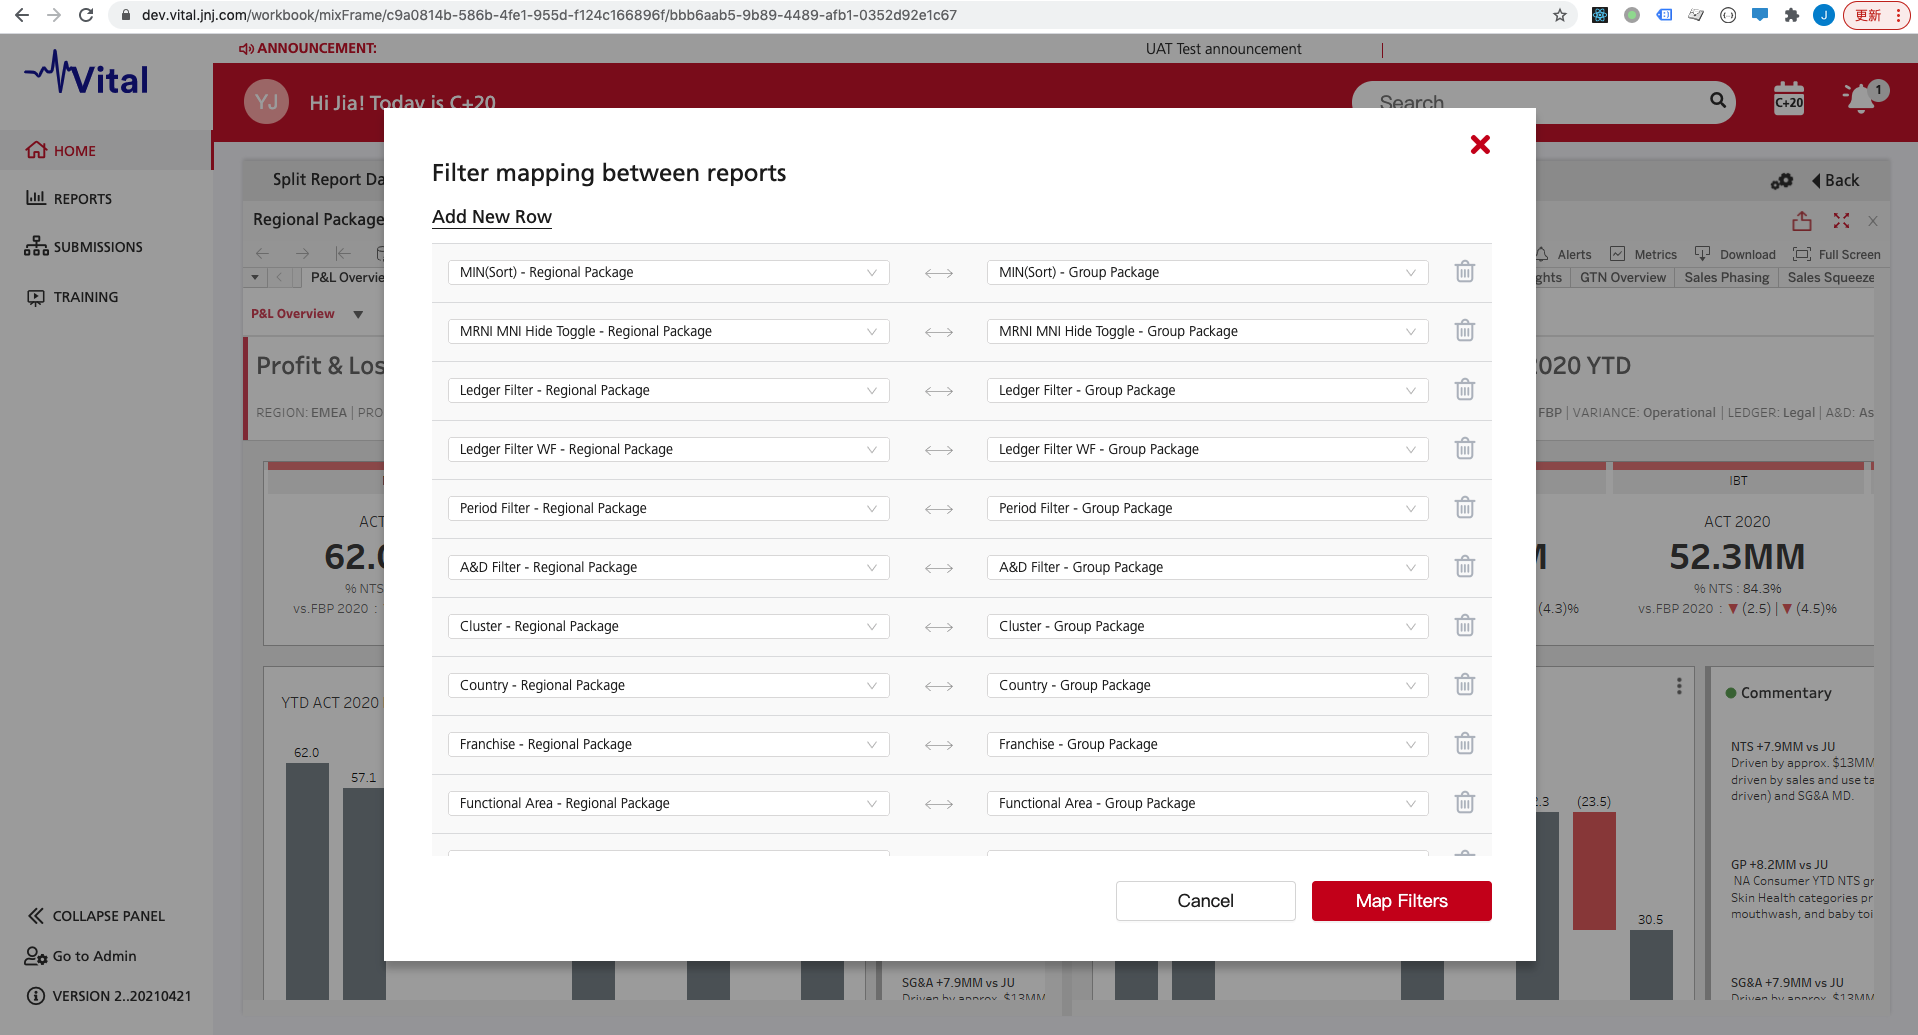 dev.vital.jnj.com/workbook/mixFrame/c9a0814b-586b-4fe1-955d-f124c166896f/bbb6aab5-9b89-4489-afb1-0352d92e1c67
J
更新
Vital
ANNOUNCEMENT:
UAT Test announcement
YJ
Hi Jia! Today is C+20
Search
C+20
1
HOME
REPORTS
SUBMISSIONS
TRAINING
COLLAPSE PANEL
Go to Admin
VERSION 2..20210421
Split Report Da
Back
Regional Package
Alerts
Metrics
Download
Full Screen
P&L Overvie
ghts
GTN Overview
Sales Phasing
Sales Squeeze
P&L Overview
Profit & Los
2020 YTD
REGION: EMEA | PRO
FBP | VARIANCE: Operational | LEDGER: Legal | A&D: As
Filter mapping between reports
Add New Row
MIN(Sort) - Regional Package
MIN(Sort) - Group Package
MRNI MNI Hide Toggle - Regional Package
MRNI MNI Hide Toggle - Group Package
Ledger Filter - Regional Package
Ledger Filter - Group Package
Ledger Filter WF - Regional Package
Ledger Filter WF - Group Package
Period Filter - Regional Package
Period Filter - Group Package
A&D Filter - Regional Package
A&D Filter - Group Package
Cluster - Regional Package
Cluster - Group Package
Country - Regional Package
Country - Group Package
Franchise - Regional Package
Franchise - Group Package
Functional Area - Regional Package
Functional Area - Group Package
Cancel
Map Filters
ACT
62.0
% NTS
vs.FBP 2020 :
IBT
ACT 2020
M
52.3MM
% NTS : 84.3%
(4.3)%
vs.FBP 2020 : ▼ (2.5) | ▼ (4.5)%
YTD ACT 2020
62.0
57.1
2.3
(23.5)
30.5
Commentary
NTS +7.9MM vs JU
Driven by approx. $13MM
driven by sales and use ta
driven) and SG&A MD.
GP +8.2MM vs JU
NA Consumer YTD NTS gr
Skin Health categories pr
mouthwash, and baby toi
SG&A +7.9MM vs JU
Driven by approx. $13MM
SG&A +7.9MM vs JU
Driven by approx. $13MM